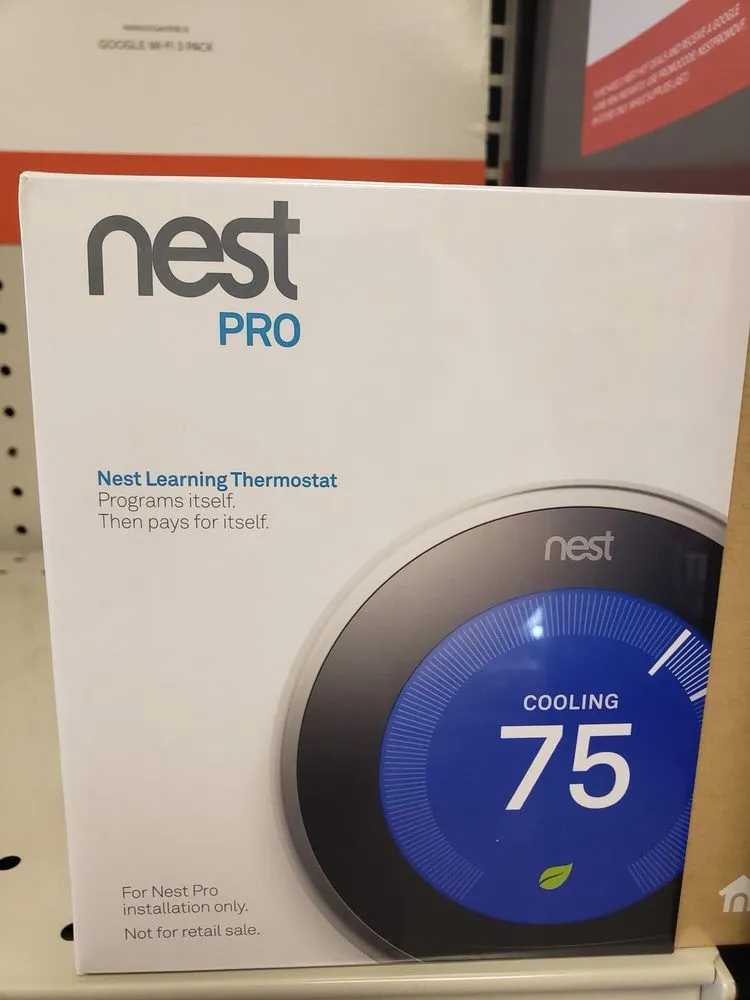 GOOGLE WI-FI 3 PACK
nest
PRO
Nest Learning Thermostat
Programs itself.
Then pays for itself.
nest
COOLING
75
For Nest Pro
installation only.
Not for retail sale.